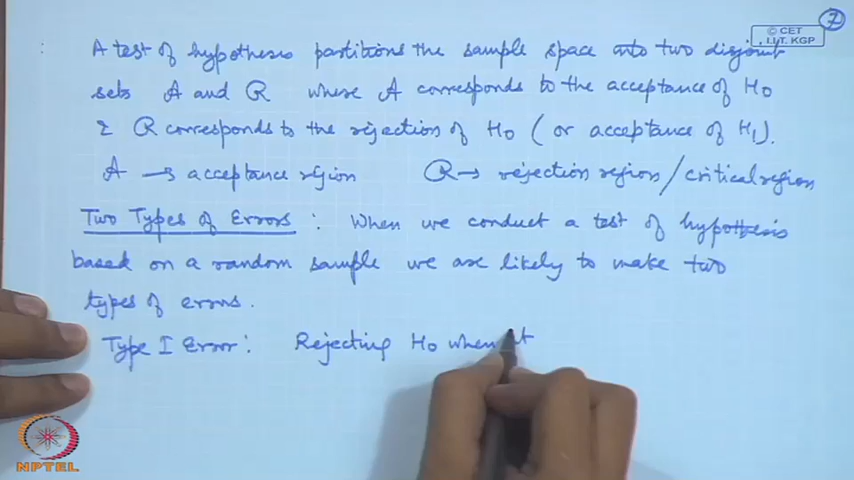 7
© CET
I.I.T. KGP
A test of hypothesis partitions the sample space into two disjoint
sets A and R where A corresponds to the acceptance of H0
& R corresponds to the rejection of H0 (or acceptance of H1).
A → acceptance region R → rejection region/critical region
Two Types of Errors : When we conduct a test of hypothesis
based on a random sample we are likely to make two
types of errors.
Type I Error : Rejecting H0 when it
NPTEL